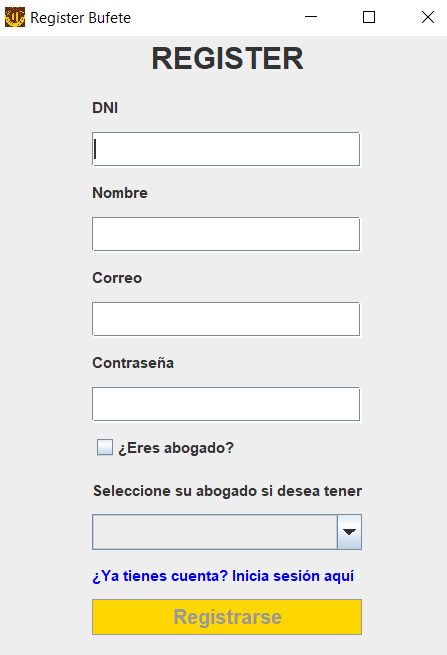 Register Bufete
REGISTER
DNI
Nombre
Correo
Contraseña
¿Eres abogado?
Seleccione su abogado si desea tener
¿Ya tienes cuenta? Inicia sesión aquí
Registrarse